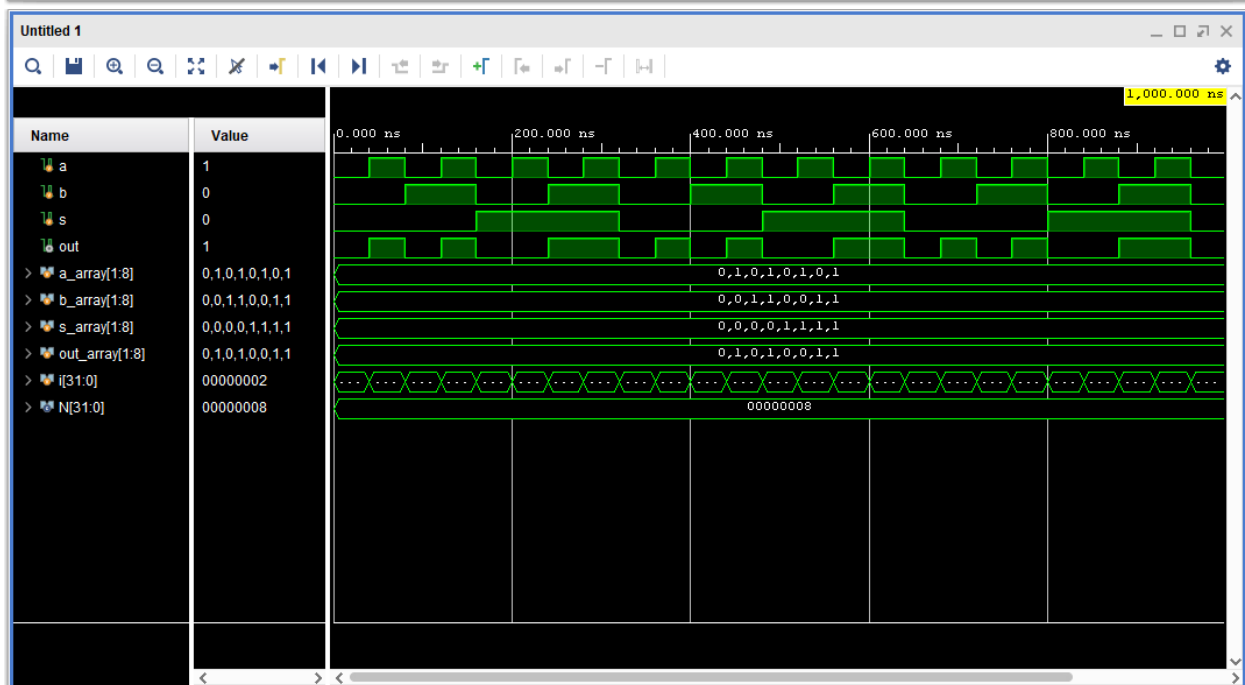 Untitled 1
1,000.000 ns
Name Value
0.000 ns 200.000 ns 400.000 ns 600.000 ns 800.000 ns
a 1
b 0
s 0
out 1
a_array[1:8] 0,1,0,1,0,1,0,1 0,1,0,1,0,1,0,1
b_array[1:8] 0,0,1,1,0,0,1,1 0,0,1,1,0,0,1,1
s_array[1:8] 0,0,0,0,1,1,1,1 0,0,0,0,1,1,1,1
out_array[1:8] 0,1,0,1,0,0,1,1 0,1,0,1,0,0,1,1
i[31:0] 00000002
N[31:0] 00000008 00000008